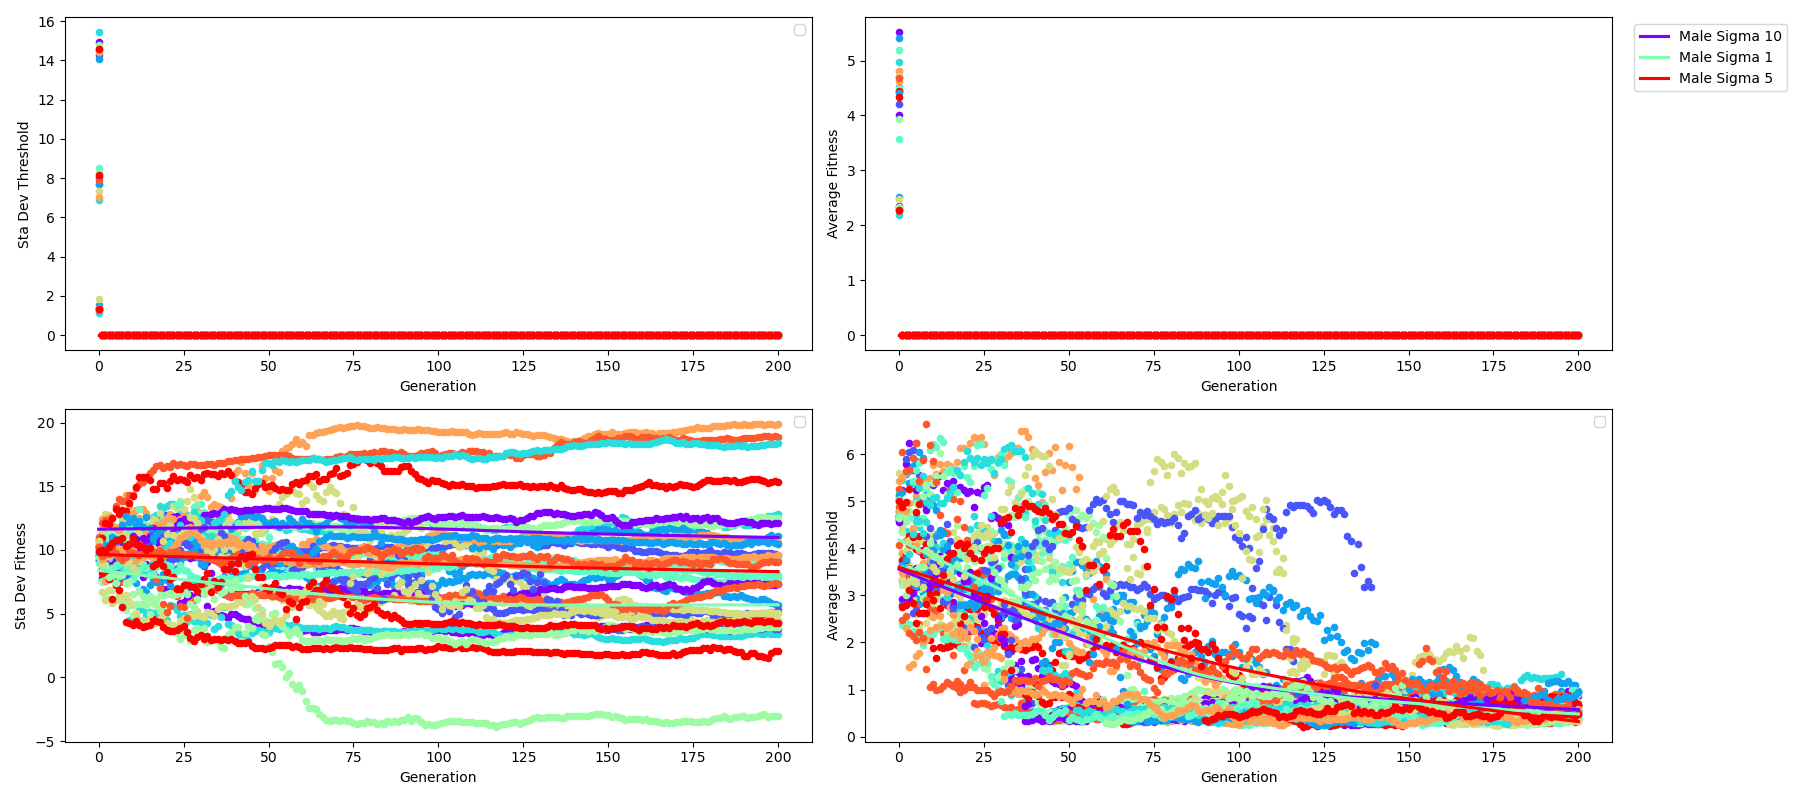 Sta Dev Threshold
16
14
12
10
8
6
4
2
0
0 25 50 75 100 125 150 175 200
Generation
Average Fitness
5
4
3
2
1
0
0 25 50 75 100 125 150 175 200
Generation
Male Sigma 10
Male Sigma 1
Male Sigma 5
Sta Dev Fitness
20
15
10
5
0
−5
0 25 50 75 100 125 150 175 200
Generation
Average Threshold
6
5
4
3
2
1
0
0 25 50 75 100 125 150 175 200
Generation